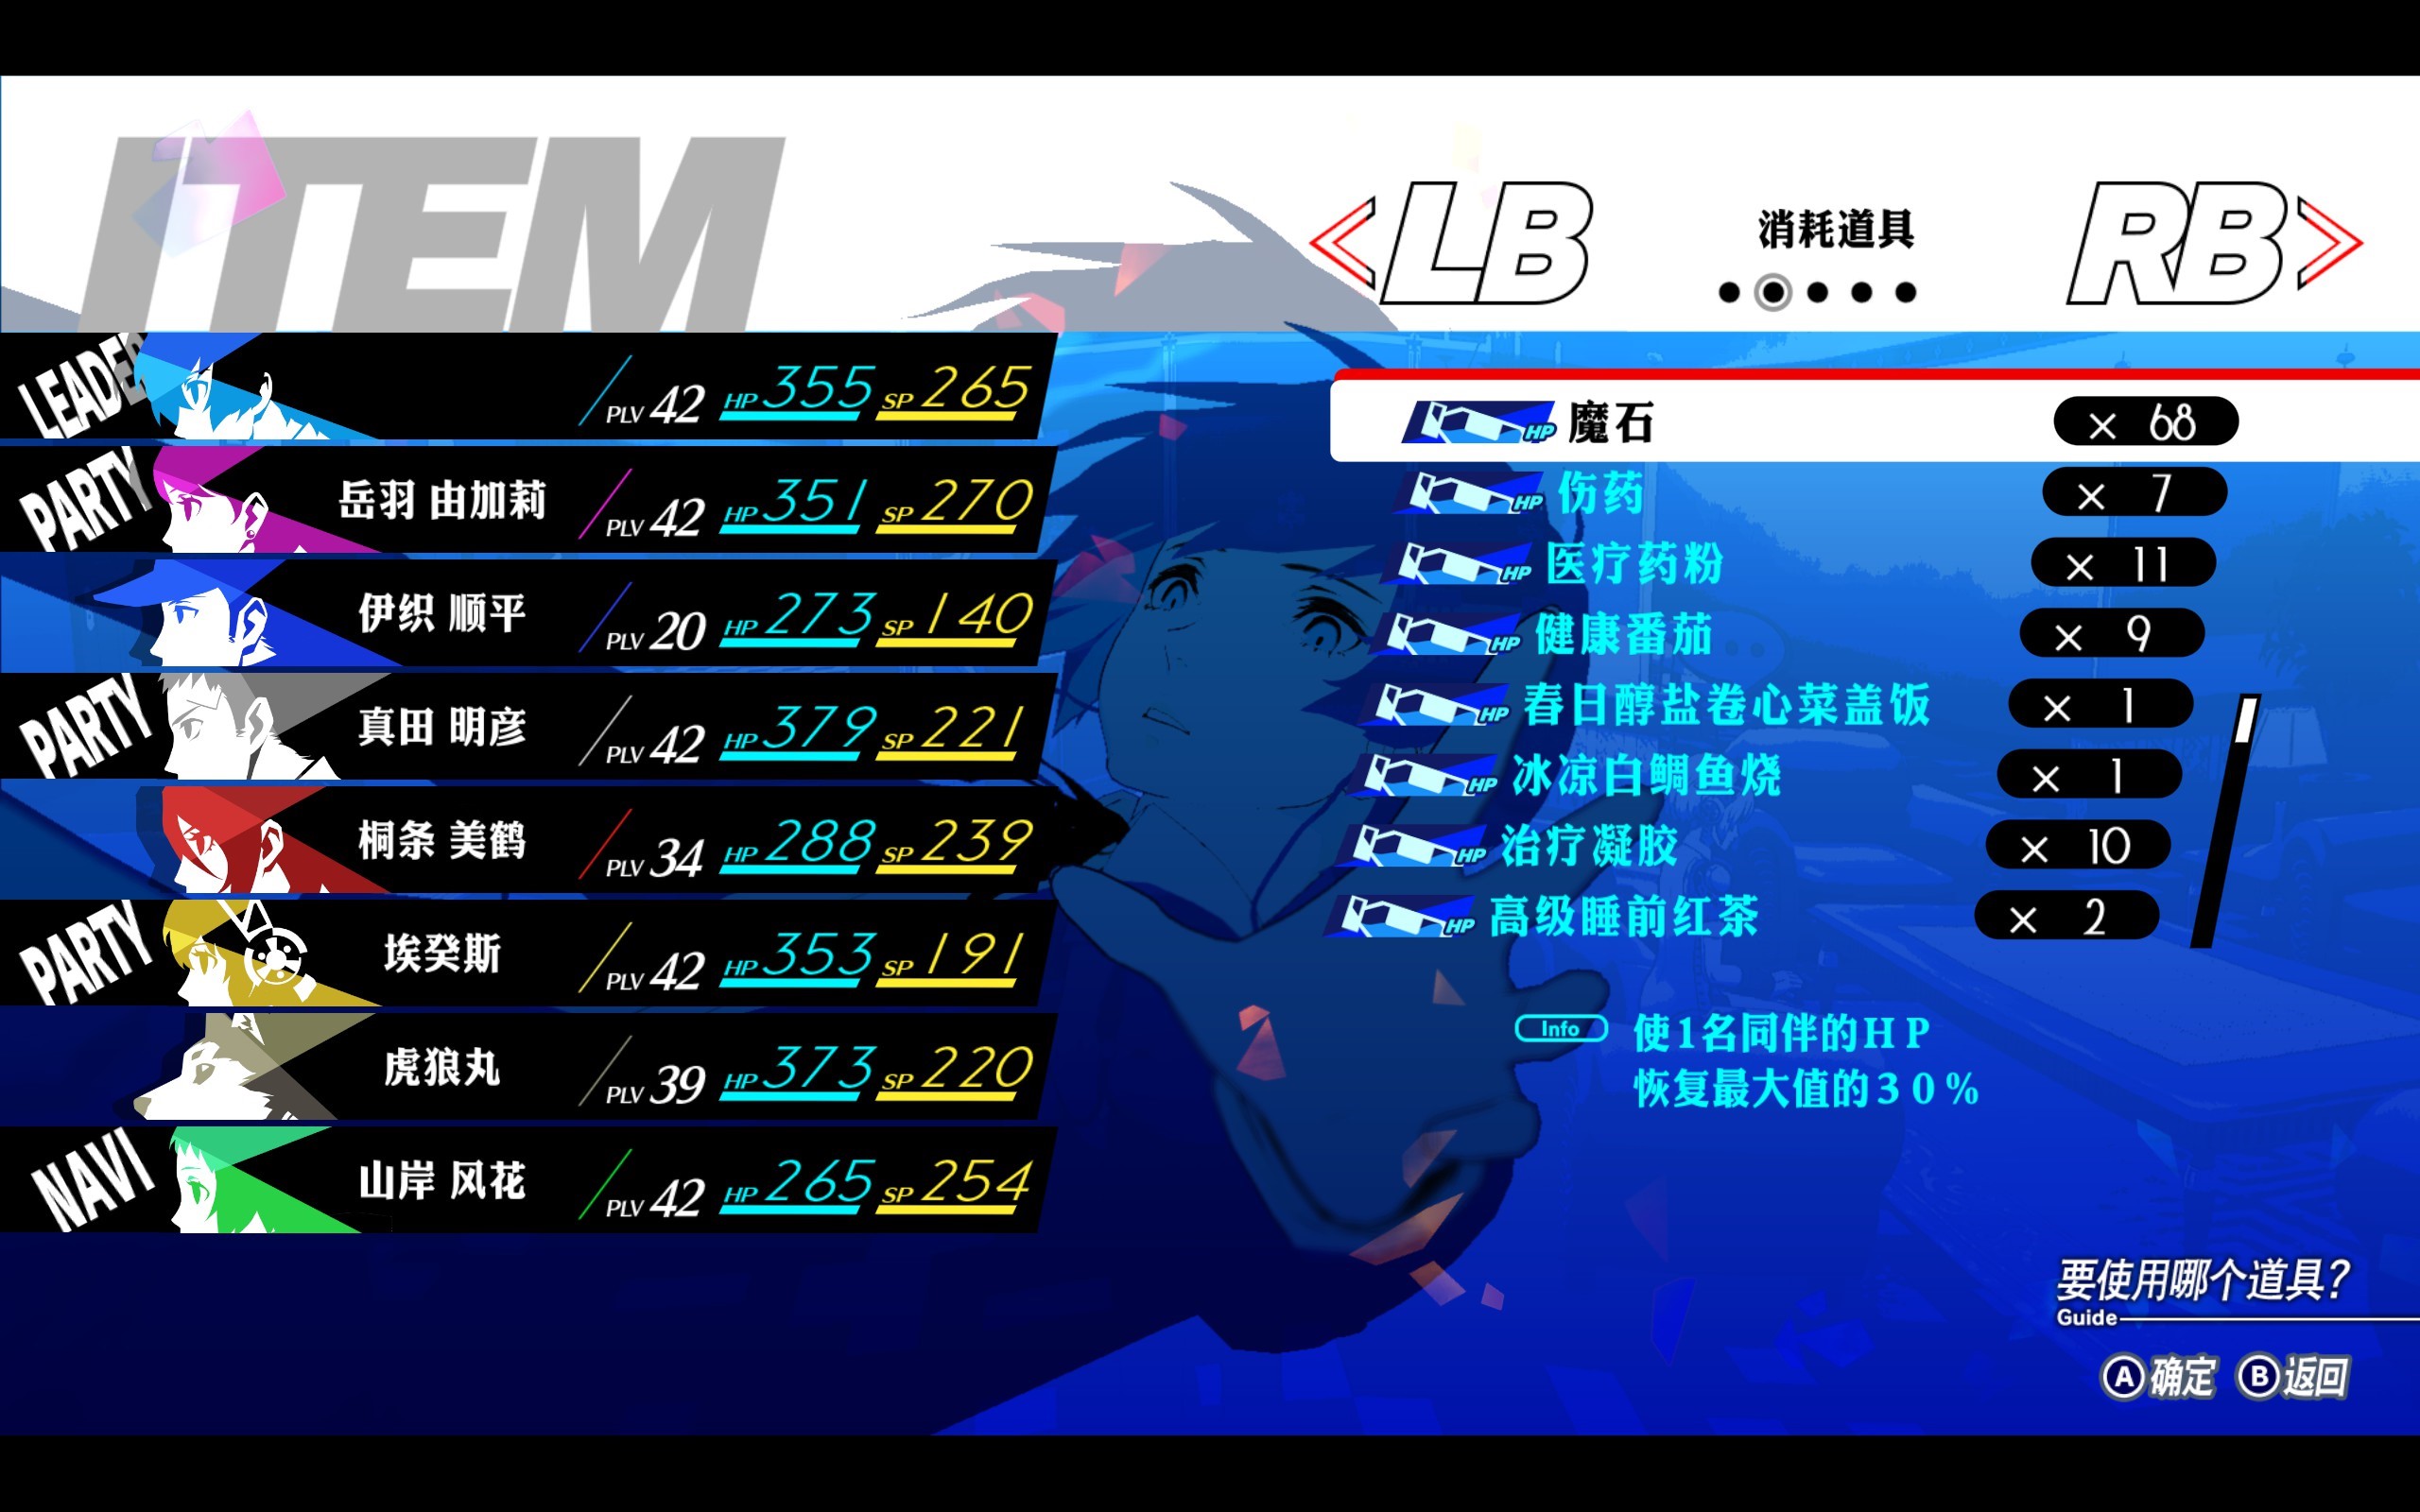 ITEM
LB 消耗道具 RB
LEADER PLV 42 HP 355 SP 265
PARTY 岳羽 由加莉 PLV 42 HP 351 SP 270
伊织 顺平 PLV 20 HP 273 SP 140
PARTY 真田 明彦 PLV 42 HP 379 SP 221
桐条 美鹤 PLV 34 HP 288 SP 239
PARTY 埃癸斯 PLV 42 HP 353 SP 191
虎狼丸 PLV 39 HP 373 SP 220
NAVI 山岸 风花 PLV 42 HP 265 SP 254
HP 魔石 × 68
HP 伤药 × 7
HP 医疗药粉 × 11
HP 健康番茄 × 9
HP 春日醇盐卷心菜盖饭 × 1
HP 冰凉白鲷鱼烧 × 1
HP 治疗凝胶 × 10
HP 高级睡前红茶 × 2
Info 使1名同伴的HP
恢复最大值的30%
要使用哪个道具?
Guide
A 确定 B 返回